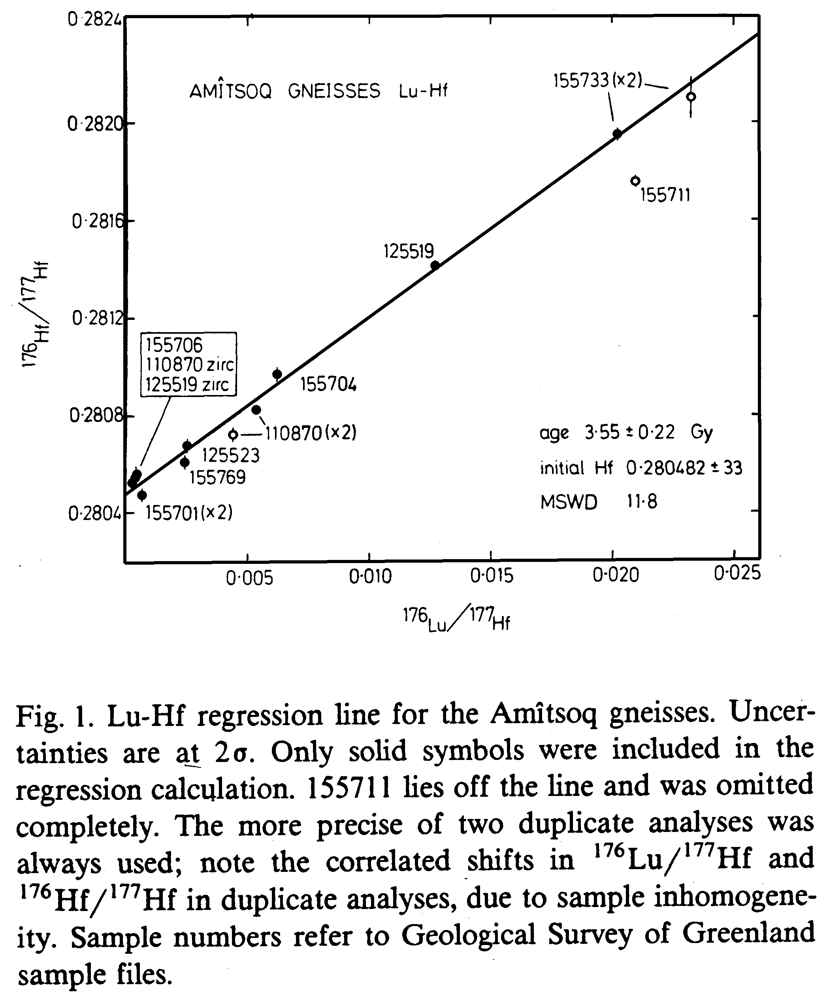 0·2824
AMÎTSOQ GNEISSES Lu-Hf
155733(x2)
0·2820
155711
0·2816
125519
176Hf/177Hf
0·2812
155706
110870 zirc
125519 zirc
155704
0·2808
110870(x2)
age 3·55 ± 0·22 Gy
125523
155769
initial Hf 0·280482 ± 33
MSWD 11·8
0·2804
155701(x2)
0·005 0·010 0·015 0·020 0·025
176Lu/177Hf
Fig. 1. Lu-Hf regression line for the Amîtsoq gneisses. Uncer-
tainties are at 2σ. Only solid symbols were included in the
regression calculation. 155711 lies off the line and was omitted
completely. The more precise of two duplicate analyses was
always used; note the correlated shifts in 176Lu/177Hf and
176Hf/177Hf in duplicate analyses, due to sample inhomogene-
ity. Sample numbers refer to Geological Survey of Greenland
sample files.